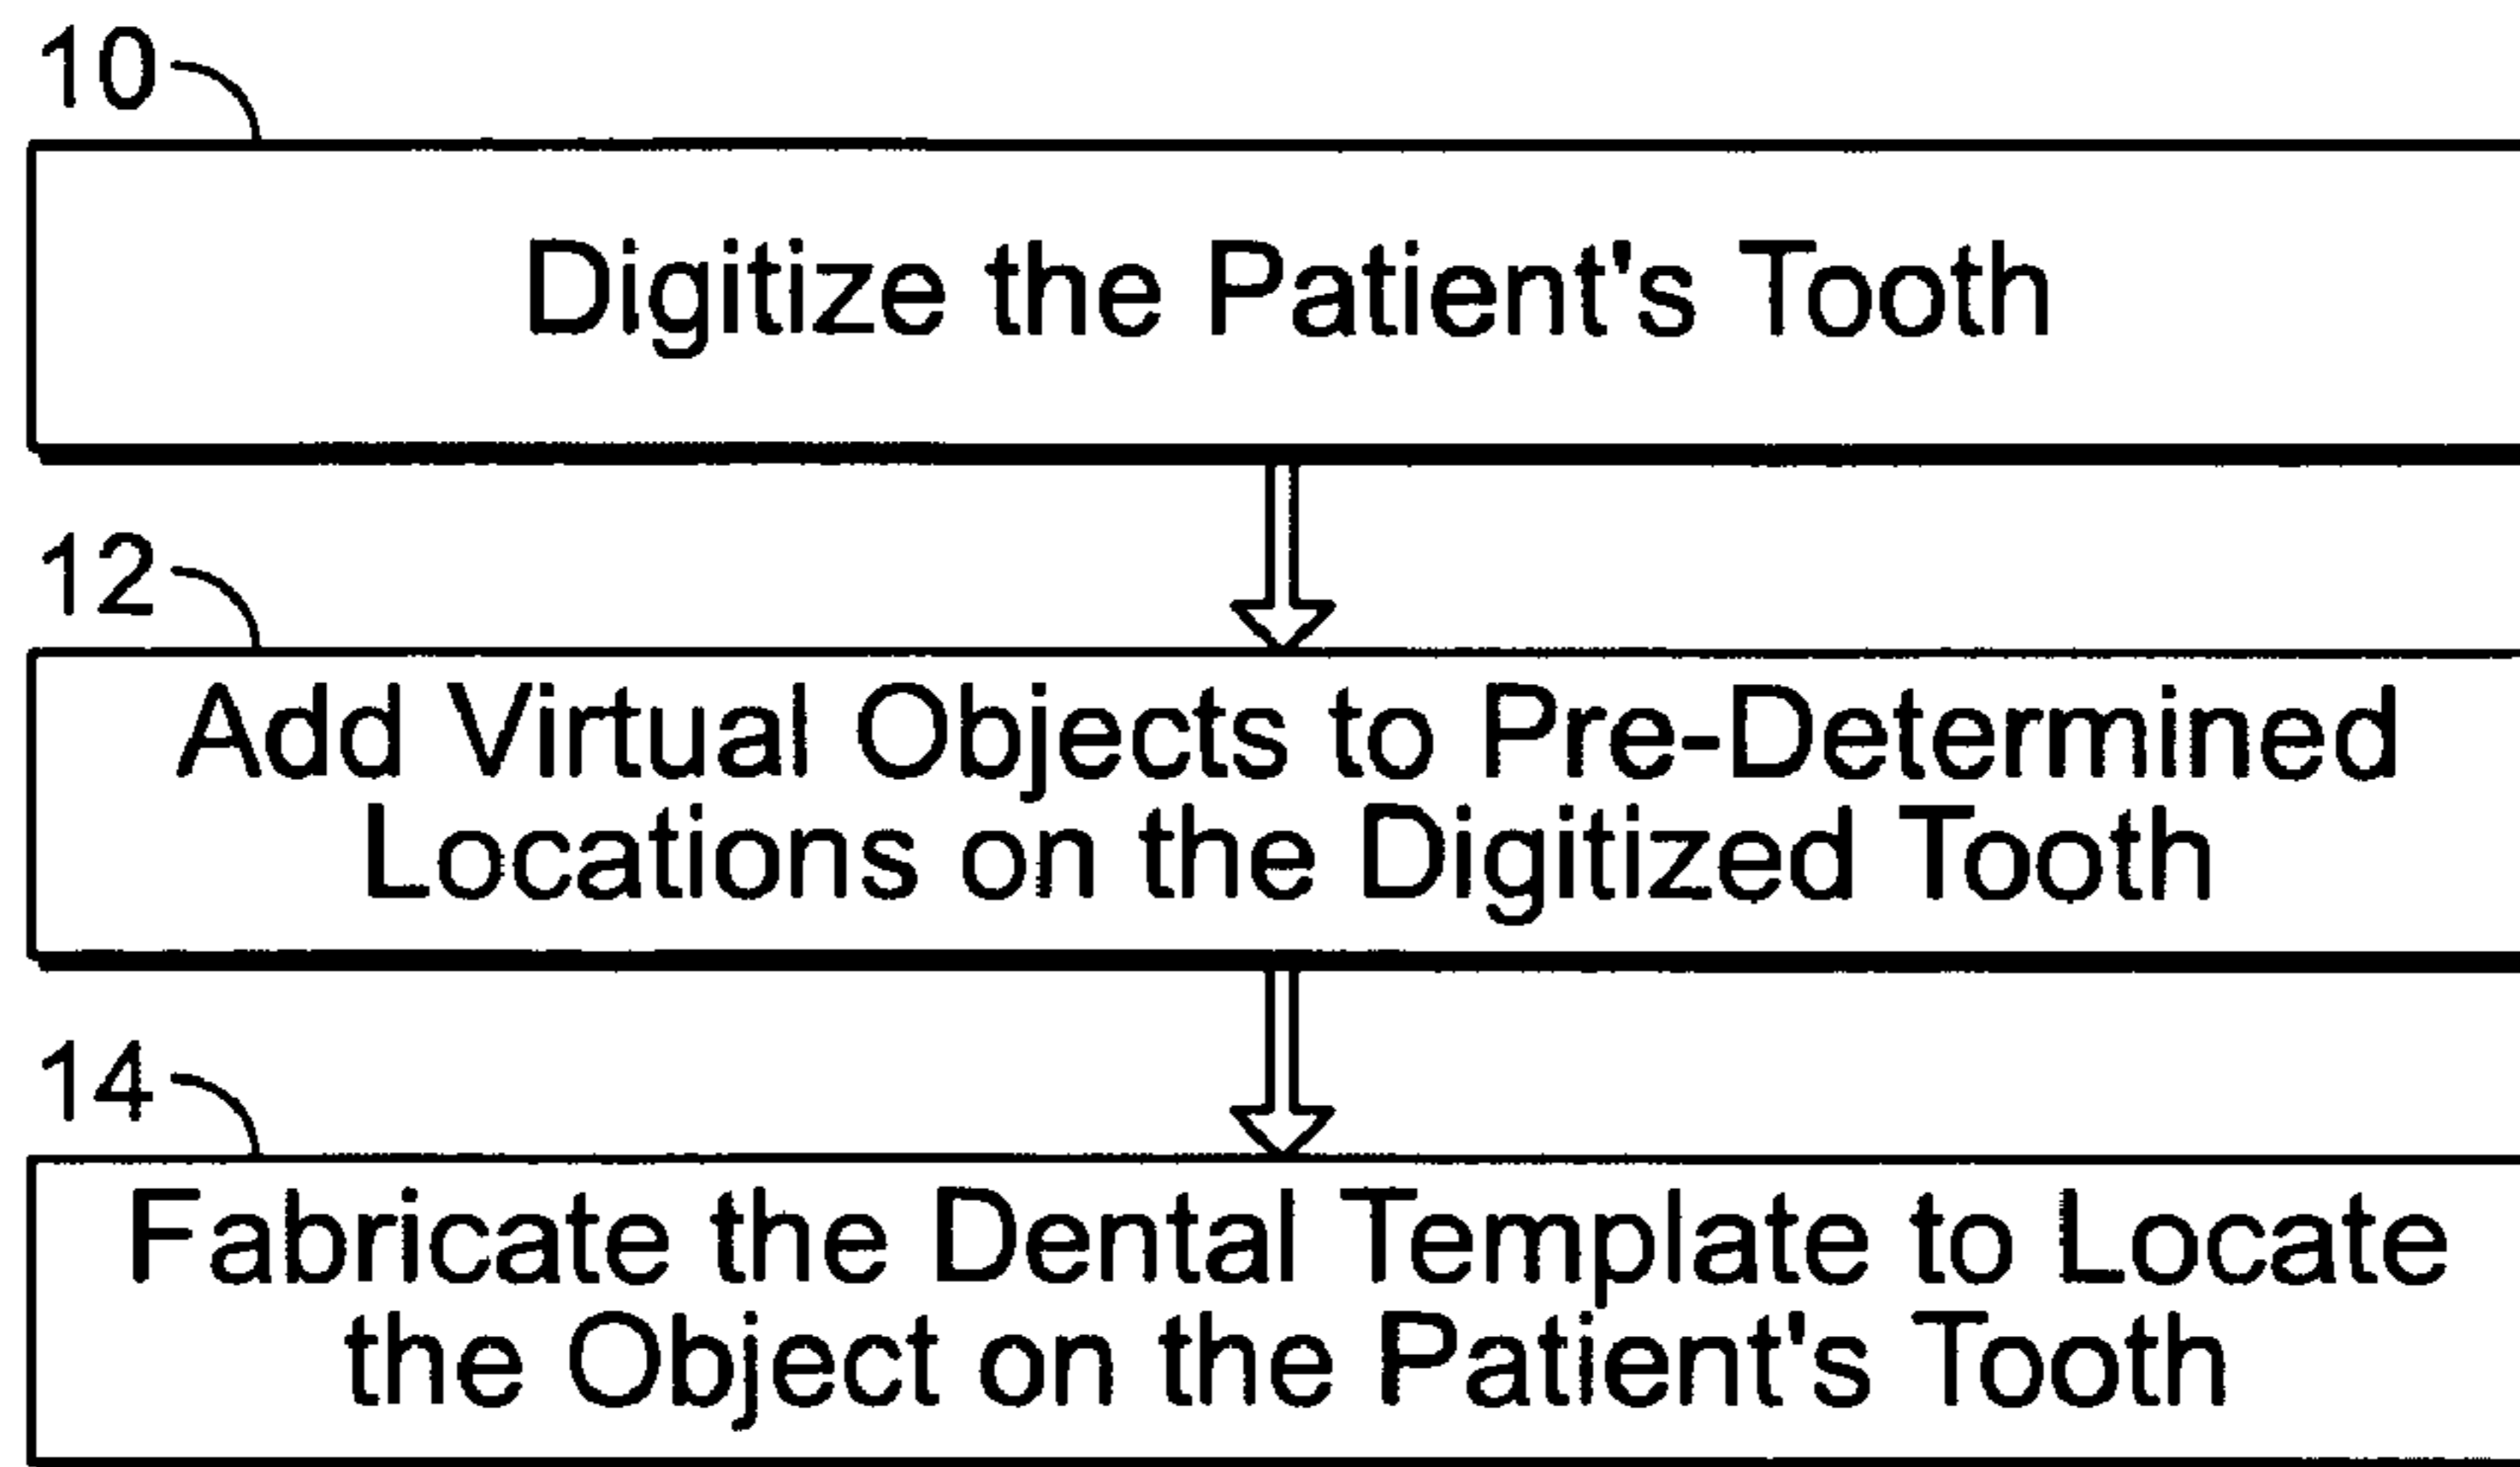 10
Digitize the Patient's Tooth
12
Add Virtual Objects to Pre-Determined
Locations on the Digitized Tooth
14
Fabricate the Dental Template to Locate
the Object on the Patient's Tooth